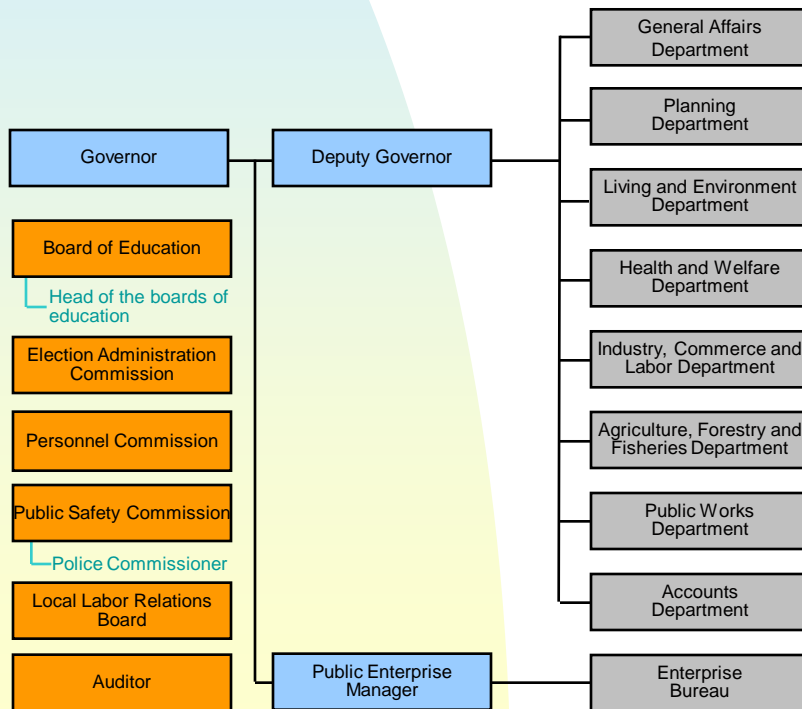 Governor
Board of Education
Head of the boards of
education
Election Administration
Commission
Personnel Commission
Public Safety Commission
Police Commissioner
Local Labor Relations
Board
Auditor
Deputy Governor
Public Enterprise
Manager
General Affairs
Department
Planning
Department
Living and Environment
Department
Health and Welfare
Department
Industry, Commerce and
Labor Department
Agriculture, Forestry and
Fisheries Department
Public Works
Department
Accounts
Department
Enterprise
Bureau